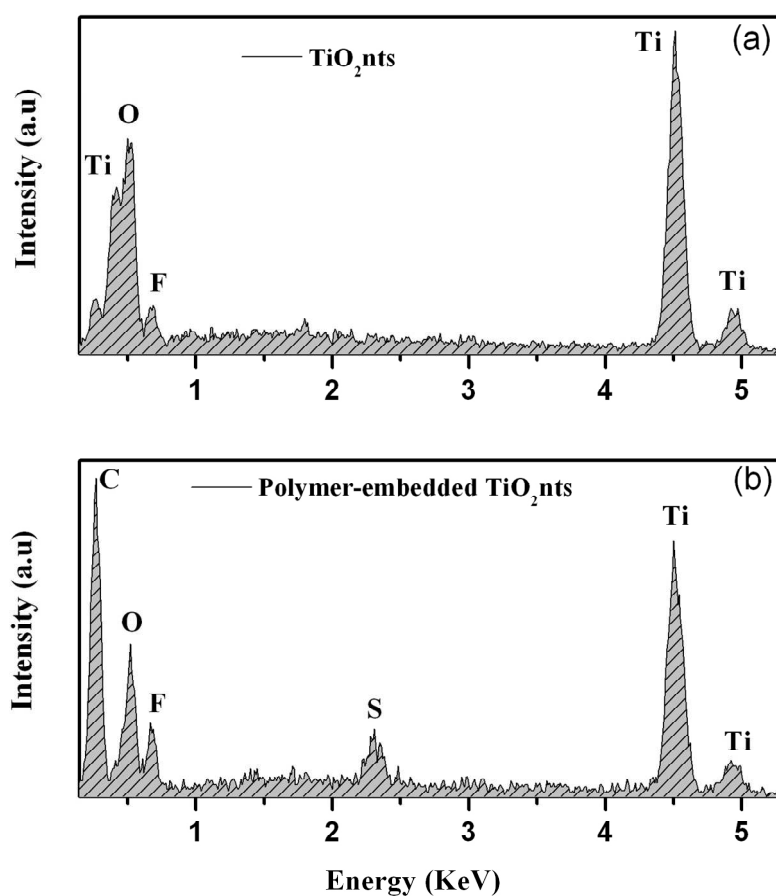 (a)
TiO₂nts
Ti
O
Ti
F
Ti
Intensity (a.u)
1 2 3 4 5
(b)
C
Polymer-embedded TiO₂nts
Ti
O
F
S
Ti
Intensity (a.u)
1 2 3 4 5
Energy (KeV)